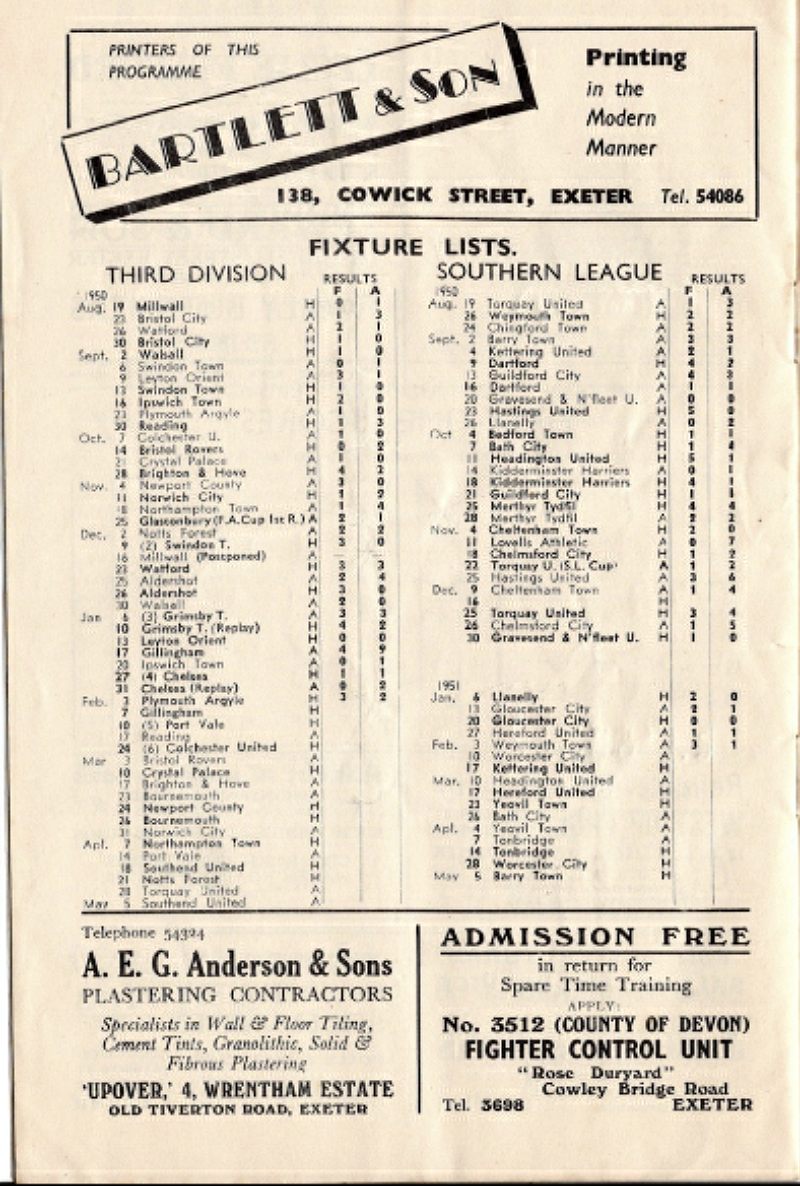 PRINTERS OF THIS
PROGRAMME
BARTLETT & SON
Printing
in the
Modern
Manner
138, COWICK STREET, EXETER Tel. 54086
FIXTURE LISTS.
THIRD DIVISION
RESULTS
F A
1950
Aug. 19 Millwall H 0 1
23 Bristol City A 1 3
26 Watford A 2 1
30 Bristol City H 1 0
Sept. 2 Walsall H 1 0
6 Swindon Town A 0 1
9 Leyton Orient A 3 1
13 Swindon Town H 1 0
16 Ipswich Town H 2 0
23 Plymouth Argyle A 1 0
30 Reading H 1 3
Oct. 7 Colchester U. A 1 0
14 Bristol Rovers H 0 2
21 Crystal Palace A 1 0
28 Brighton & Hove H 4 2
Nov. 4 Newport County A 3 0
11 Norwich City H 1 2
18 Northampton Town A 1 4
25 Glastonbury (F.A.Cup 1st R.) A 2 1
Dec. 2 Notts Forest A 2 2
9 (2) Swindon T. H 3 0
16 Millwall (Postponed) A — —
23 Watford H 3 3
25 Aldershot A 2 4
26 Aldershot H 3 0
30 Walsall A 2 0
Jan 6 (3) Grimsby T. A 3 3
10 Grimsby T. (Replay) H 4 2
13 Leyton Orient H 0 0
17 Gillingham A 4 9
20 Ipswich Town A 0 1
27 (4) Chelsea H 1 1
31 Chelsea (Replay) A 0 2
Feb. 3 Plymouth Argyle H 3 2
7 Gillingham H
10 (5) Port Vale H
17 Reading A
24 (6) Colchester United H
Mar 3 Bristol Rovers A
10 Crystal Palace H
17 Brighton & Hove A
23 Bournemouth A
24 Newport County H
26 Bournemouth H
31 Norwich City A
Apl. 7 Northampton Town H
14 Port Vale A
18 Southend United H
21 Notts Forest H
28 Torquay United A
May 5 Southend United A
SOUTHERN LEAGUE
RESULTS
F A
1950
Aug. 19 Torquay United A 1 3
26 Weymouth Town H 2 2
24 Chingford Town A 2 2
Sept. 2 Barry Town A 3 3
4 Kettering United A 2 1
9 Dartford H 4 2
13 Guildford City A 4 2
16 Dartford A 1 1
20 Gravesend & N'fleet U. A 0 0
23 Hastings United H 5 0
26 Llanelly A 0 2
Oct 4 Bedford Town H 1 1
7 Bath City H 1 4
11 Headington United H 5 1
14 Kidderminster Harriers A 0 1
18 Kidderminster Harriers H 4 1
21 Guildford City H 1 1
25 Merthyr Tydfil H 4 4
28 Merthyr Tydfil A 2 2
Nov. 4 Cheltenham Town H 2 0
11 Lovells Athletic A 0 7
18 Chelmsford City H 1 2
22 Torquay U. (S.L. Cup) A 1 2
25 Hastings United A 3 6
Dec. 9 Cheltenham Town A 1 4
16 H
25 Torquay United H 3 4
26 Chelmsford City A 1 5
30 Gravesend & N'fleet U. H 1 0
1951
Jan. 6 Llanelly H 2 0
13 Gloucester City A 2 1
20 Gloucester City H 0 0
27 Hereford United A 1 1
Feb. 3 Weymouth Town A 3 1
10 Worcester City A
17 Kettering United H
Mar. 10 Headington United A
17 Hereford United H
23 Yeovil Town H
26 Bath City A
Apl. 4 Yeovil Town A
7 Tonbridge A
14 Tonbridge H
28 Worcester City H
May 5 Barry Town H
Telephone 54324
A. E. G. Anderson & Sons
PLASTERING CONTRACTORS
Specialists in Wall & Floor Tiling,
Cement Tints, Granolithic, Solid &
Fibrous Plastering
'UPOVER,' 4, WRENTHAM ESTATE
OLD TIVERTON ROAD, EXETER
ADMISSION FREE
in return for
Spare Time Training
APPLY:
No. 3512 (COUNTY OF DEVON)
FIGHTER CONTROL UNIT
"Rose Duryard"
Cowley Bridge Road
Tel. 3698 EXETER